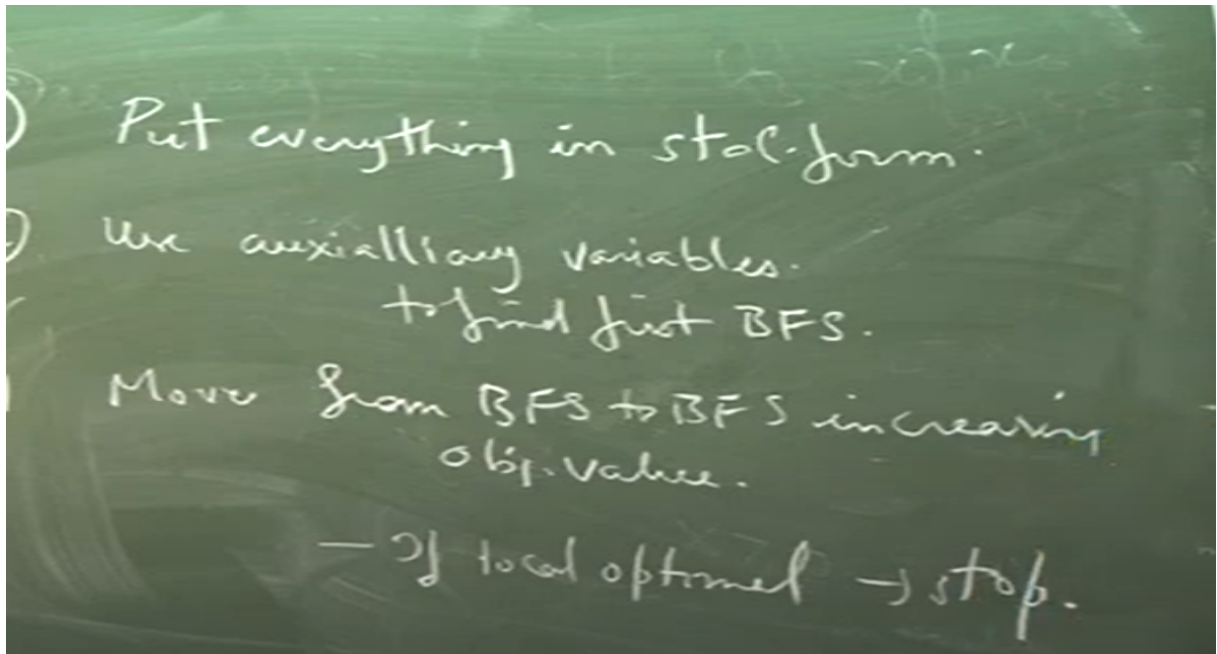 ) Put everything in std. form.
) Use auxialliary variables.
to find first BFS.
Move from BFS to BFS increasing
obj. value.
- If local optimal → stop.